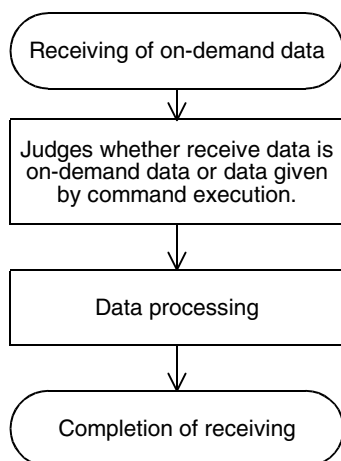 Receiving of on-demand data
Judges whether receive data is
on-demand data or data given
by command execution.
Data processing
Completion of receiving